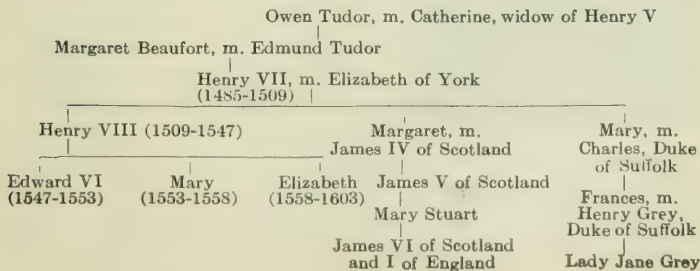 Owen Tudor, m. Catherine, widow of Henry V
Margaret Beaufort, m. Edmund Tudor
Henry VII, m. Elizabeth of York
(1485-1509)
Henry VIII (1509-1547)
Margaret, m.
James IV of Scotland
Mary, m.
Charles, Duke
of Suffolk
Edward VI
(1547-1553)
Mary
(1553-1558)
Elizabeth
(1558-1603)
James V of Scotland
Mary Stuart
James VI of Scotland
and I of England
Frances, m.
Henry Grey,
Duke of Suffolk
Lady Jane Grey